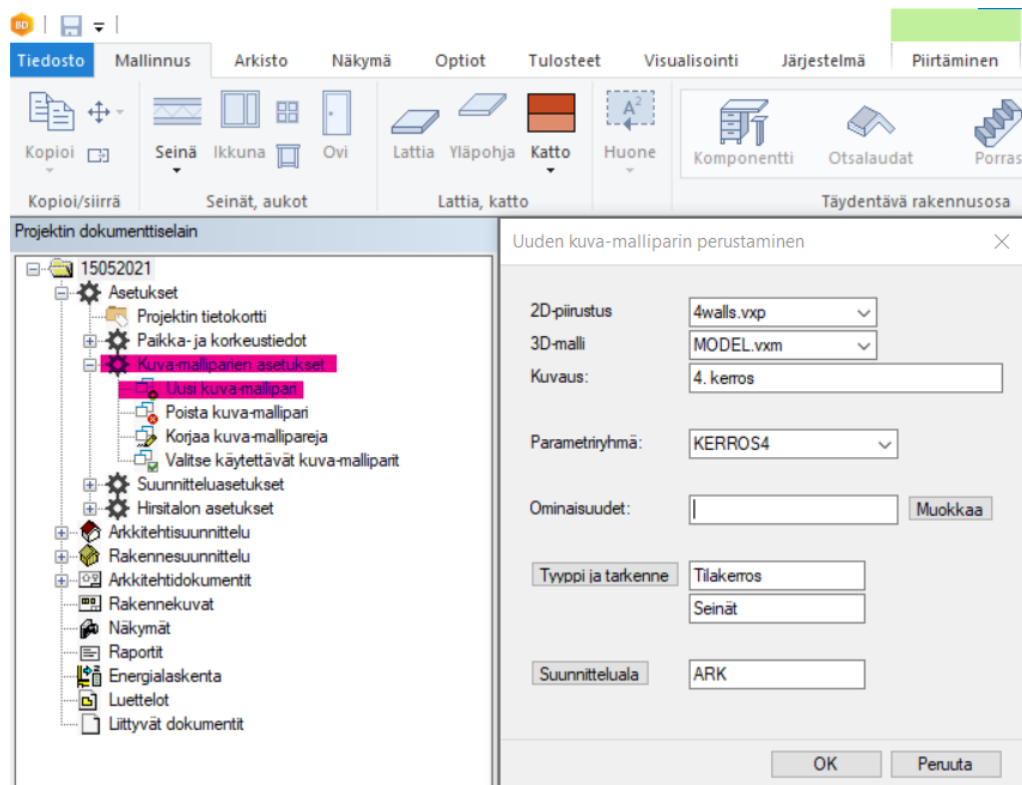 BD
Tiedosto Mallinnus Arkisto Näkymä Optiot Tulosteet Visualisointi Järjestelmä Piirtäminen
A2
Kopioi Seinä Ikkuna Ovi Lattia Yläpohja Katto Huone Komponentti Otsalaudat Porras
Kopioi/siirrä Seinät, aukot Lattia, katto Täydentävä rakennusosa
Projektin dokumenttiselain
15052021
Asetukset
Projektin tietokortti
Paikka- ja korkeustiedot
Kuva-malliparien asetukset
Uusi kuva-mallipari
Poista kuva-mallipari
Korjaa kuva-mallipareja
Valitse käytettävät kuva-malliparit
Suunnitteluasetukset
Hirsitalon asetukset
Arkkitehtisuunnittelu
Rakennesuunnittelu
Arkkitehtidokumentit
Rakennekuvat
Näkymät
Raportit
Energialaskenta
Luettelot
Liittyvät dokumentit
Uuden kuva-malliparin perustaminen
2D-piirustus 4walls.vxp
3D-malli MODEL.vxm
Kuvaus: 4. kerros
Parametriryhmä: KERROS4
Ominaisuudet: Muokkaa
Tyyppi ja tarkenne Tilakerros
Seinät
Suunnitteluala ARK
OK Peruuta